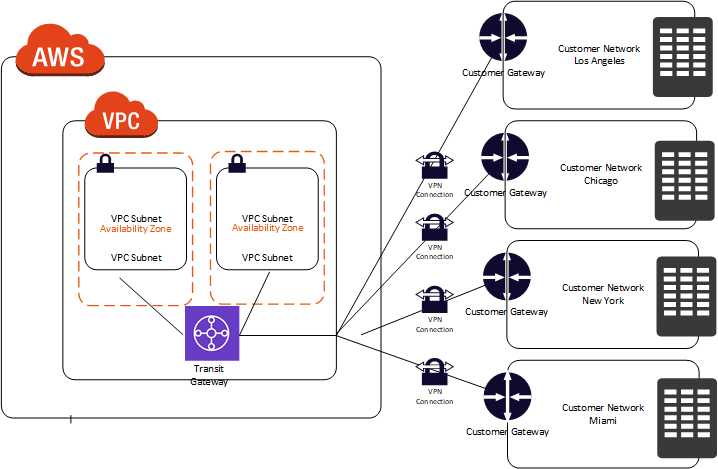 AWS
VPC
VPC Subnet
Availability Zone
VPC Subnet
VPC Subnet
Availability Zone
VPC Subnet
Transit
Gateway
Customer Gateway
Customer Network
Los Angeles
VPN
Connection
Customer Gateway
Customer Network
Chicago
VPN
Connection
Customer Gateway
Customer Network
New York
VPN
Connection
Customer Gateway
Customer Network
Miami
VPN
Connection